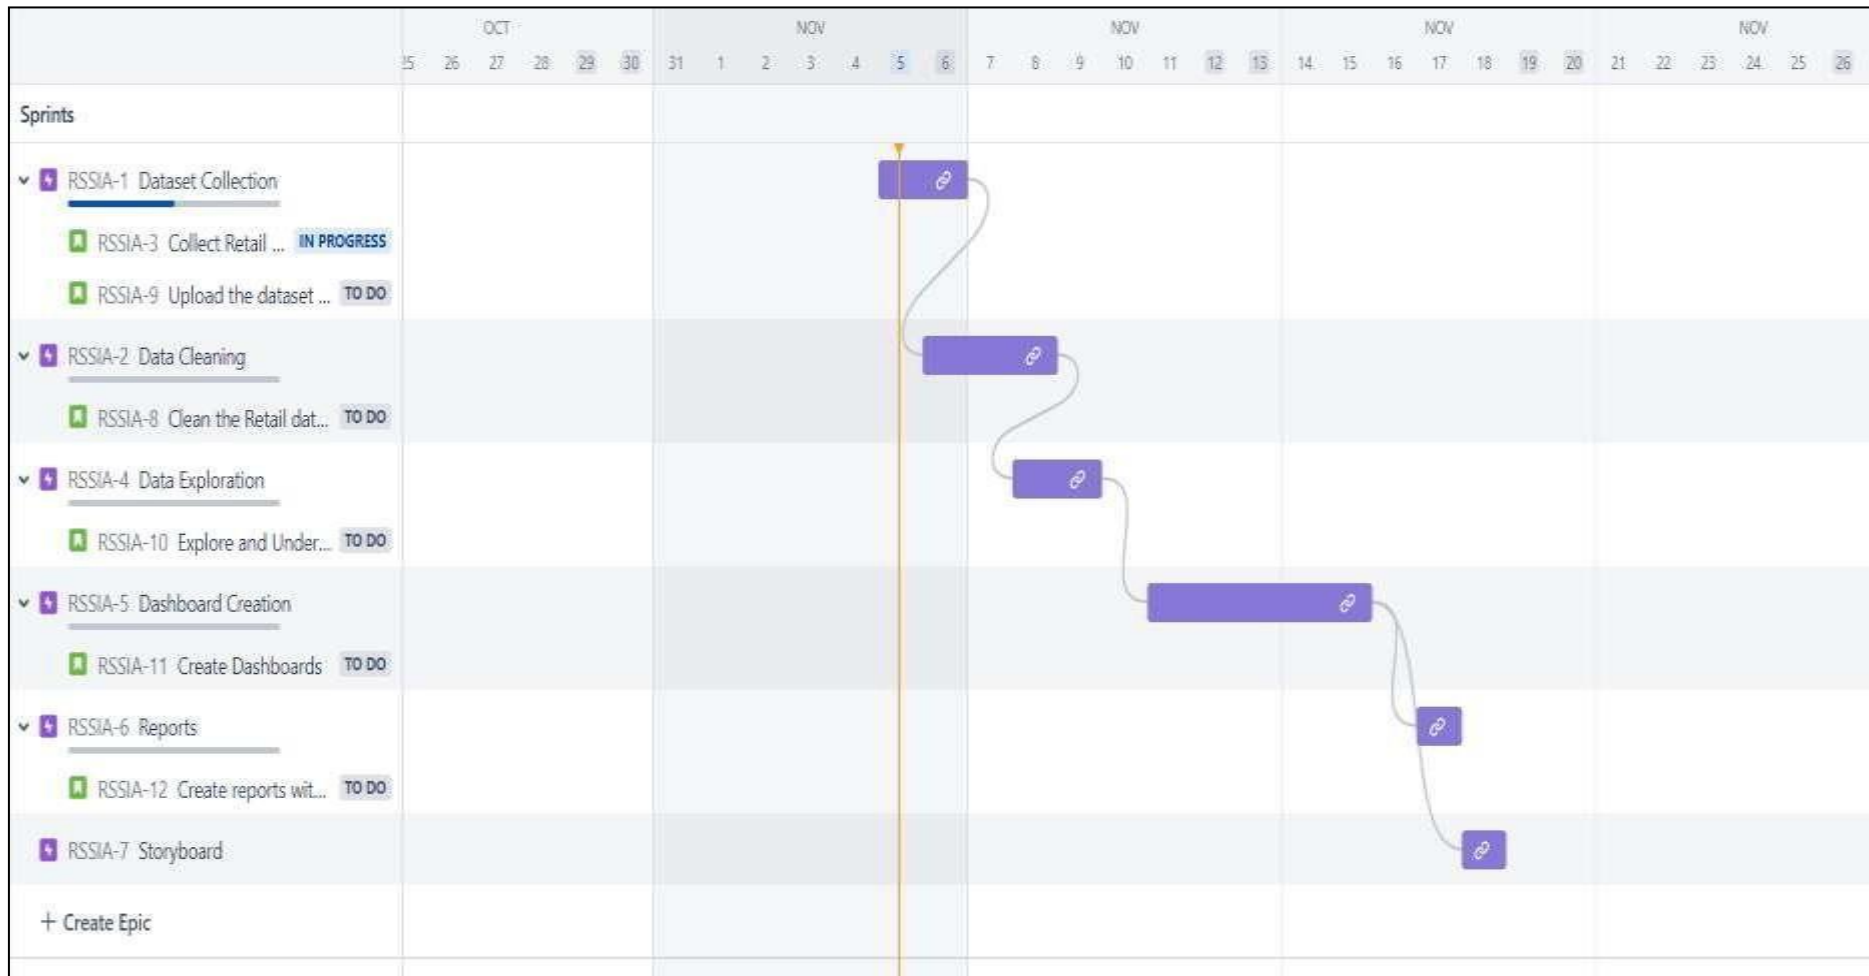 OCT NOV NOV NOV NOV
25 26 27 28 29 30 31 1 2 3 4 5 6 7 8 9 10 11 12 13 14 15 16 17 18 19 20 21 22 23 24 25 26
Sprints
RSSIA-1 Dataset Collection
RSSIA-3 Collect Retail ... IN PROGRESS
RSSIA-9 Upload the dataset ... TO DO
RSSIA-2 Data Cleaning
RSSIA-8 Clean the Retail dat... TO DO
RSSIA-4 Data Exploration
RSSIA-10 Explore and Under... TO DO
RSSIA-5 Dashboard Creation
RSSIA-11 Create Dashboards TO DO
RSSIA-6 Reports
RSSIA-12 Create reports wit... TO DO
RSSIA-7 Storyboard
+ Create Epic